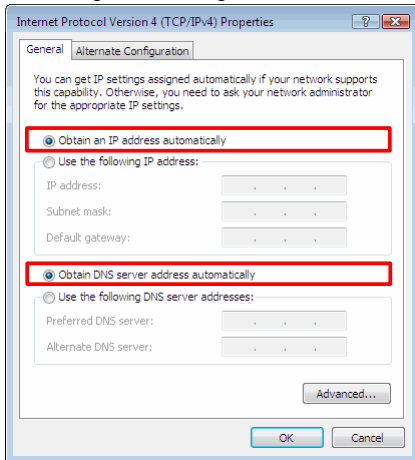 Internet Protocol Version 4 (TCP/IPv4) Properties
General
Alternate Configuration
You can get IP settings assigned automatically if your network supports
this capability. Otherwise, you need to ask your network administrator
for the appropriate IP settings.
Obtain an IP address automatically
Use the following IP address:
IP address:
Subnet mask:
Default gateway:
Obtain DNS server address automatically
Use the following DNS server addresses:
Preferred DNS server:
Alternate DNS server:
Advanced...
OK
Cancel